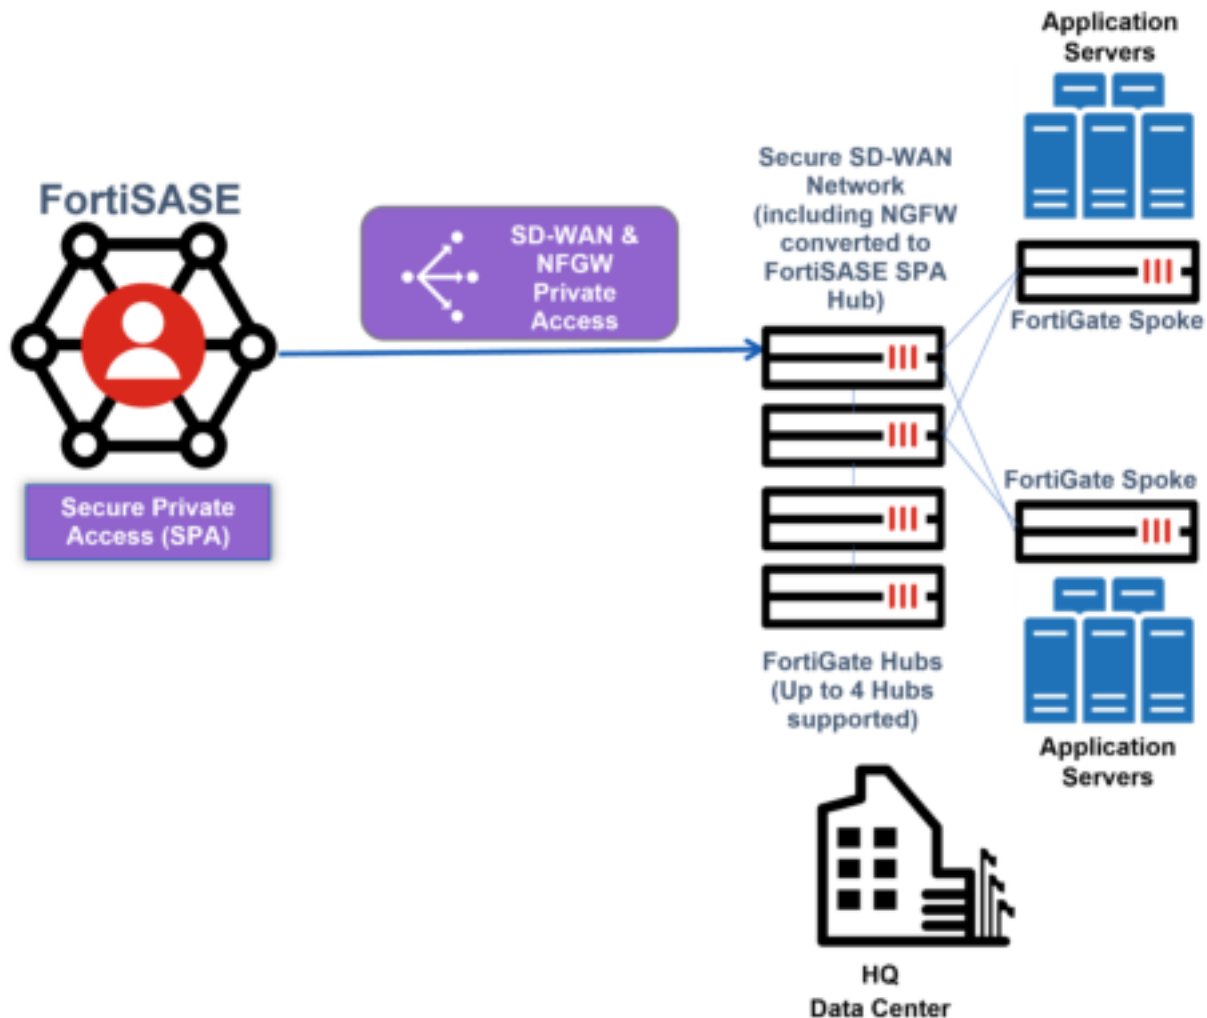 FortiSASE
Secure Private
Access (SPA)
SD-WAN &
NFGW
Private
Access
Secure SD-WAN
Network
(including NGFW
converted to
FortiSASE SPA
Hub)
FortiGate Hubs
(Up to 4 Hubs
supported)
Application
Servers
FortiGate Spoke
FortiGate Spoke
Application
Servers
HQ
Data Center